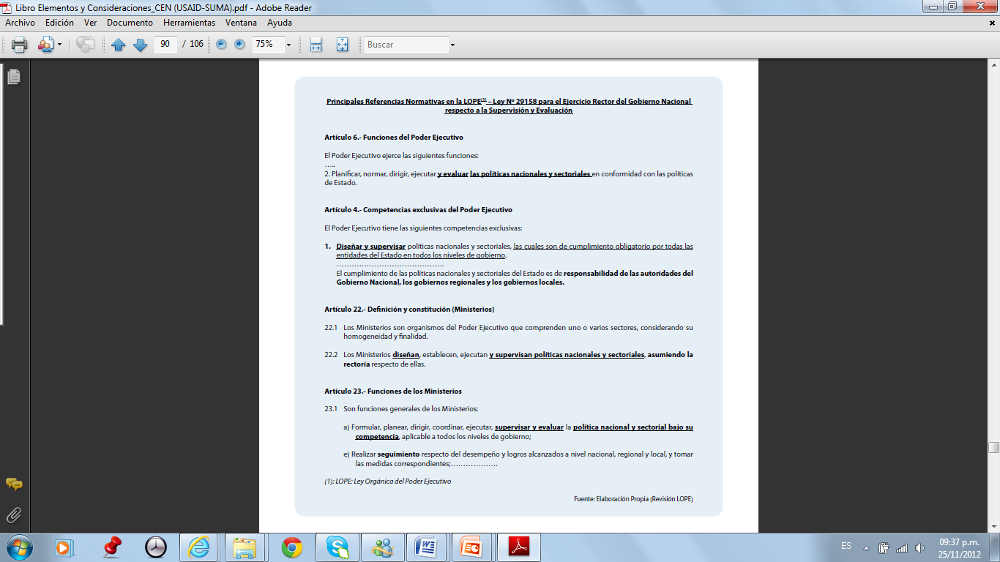 Libro Elementos y Consideraciones_CEN (USAID-SUMA).pdf - Adobe Reader
Archivo Edición Ver Documento Herramientas Ventana Ayuda
90 / 106 75% Buscar
Principales Referencias Normativas en la LOPE(1) – Ley Nº 29158 para el Ejercicio Rector del Gobierno Nacional
respecto a la Supervisión y Evaluación
Artículo 6.- Funciones del Poder Ejecutivo
El Poder Ejecutivo ejerce las siguientes funciones:
…..
2. Planificar, normar, dirigir, ejecutar y evaluar las políticas nacionales y sectoriales en conformidad con las políticas
de Estado.
Artículo 4.- Competencias exclusivas del Poder Ejecutivo
El Poder Ejecutivo tiene las siguientes competencias exclusivas:
1. Diseñar y supervisar políticas nacionales y sectoriales, las cuales son de cumplimiento obligatorio por todas las
entidades del Estado en todos los niveles de gobierno.
……………………………………..
El cumplimiento de las políticas nacionales y sectoriales del Estado es de responsabilidad de las autoridades del
Gobierno Nacional, los gobiernos regionales y los gobiernos locales.
Artículo 22.- Definición y constitución (Ministerios)
22.1 Los Ministerios son organismos del Poder Ejecutivo que comprenden uno o varios sectores, considerando su
homogeneidad y finalidad.
22.2 Los Ministerios diseñan, establecen, ejecutan y supervisan políticas nacionales y sectoriales, asumiendo la
rectoría respecto de ellas.
Artículo 23.- Funciones de los Ministerios
23.1 Son funciones generales de los Ministerios:
a) Formular, planear, dirigir, coordinar, ejecutar, supervisar y evaluar la política nacional y sectorial bajo su
competencia, aplicable a todos los niveles de gobierno;
e) Realizar seguimiento respecto del desempeño y logros alcanzados a nivel nacional, regional y local, y tomar
las medidas correspondientes;……………….
(1): LOPE: Ley Orgánica del Poder Ejecutivo
Fuente: Elaboración Propia (Revisión LOPE)
ES 09:37 p.m.
25/11/2012